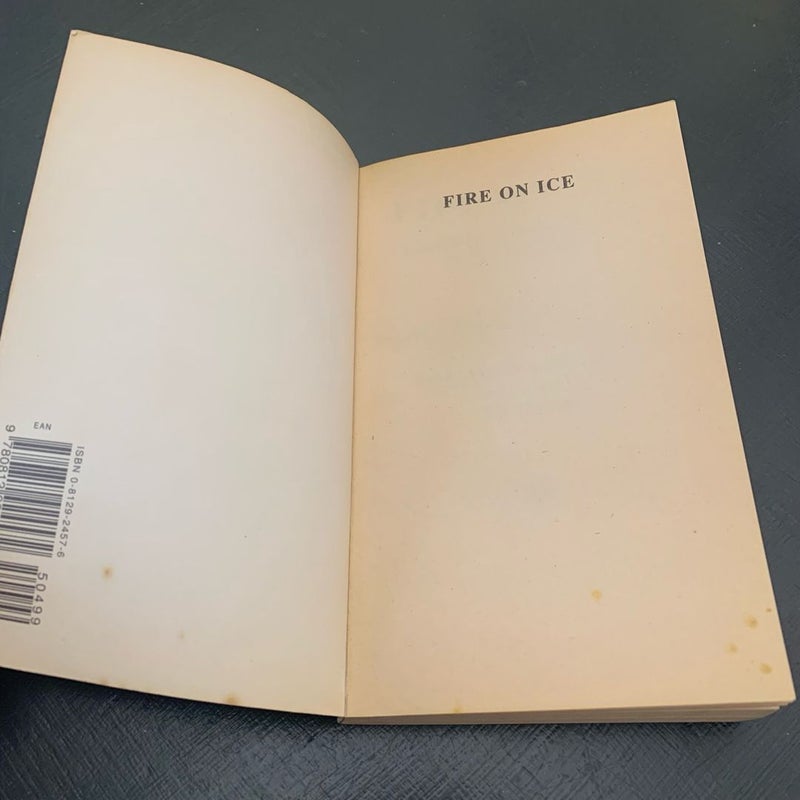 EAN
ISBN 0-8129-2457-6
50499
FIRE ON ICE